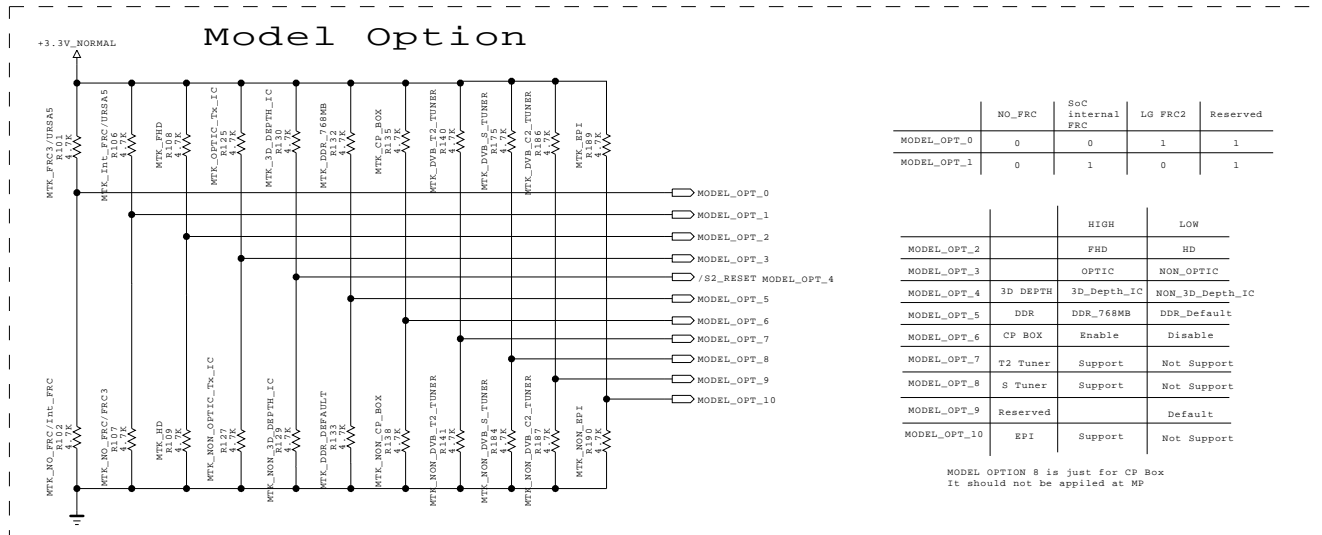 Model Option
+3.3V_NORMAL
MTK_FRC3/URSA5
R101
4.7K
MTK_Int_FRC/URSA5
R106
4.7K
MTK_FHD
R108
4.7K
MTK_OPTIC_Tx_IC
R125
4.7K
MTK_3D_DEPTH_IC
R130
4.7K
MTK_DDR_768MB
R132
4.7K
MTK_CP_BOX
R135
4.7K
MTK_DVB_T2_TUNER
R140
4.7K
MTK_DVB_S_TUNER
R175
4.7K
MTK_DVB_C2_TUNER
R186
4.7K
MTK_EPI
R189
4.7K
MODEL_OPT_0
MODEL_OPT_1
MODEL_OPT_2
MODEL_OPT_3
/S2_RESET MODEL_OPT_4
MODEL_OPT_5
MODEL_OPT_6
MODEL_OPT_7
MODEL_OPT_8
MODEL_OPT_9
MODEL_OPT_10
MTK_NO_FRC/Int_FRC
R102
4.7K
MTK_NO_FRC/FRC3
R107
4.7K
MTK_HD
R109
4.7K
MTK_NON_OPTIC_Tx_IC
R127
4.7K
MTK_NON_3D_DEPTH_IC
R129
4.7K
MTK_DDR_DEFAULT
R133
4.7K
MTK_NON_CP_BOX
R138
4.7K
MTK_NON_DVB_T2_TUNER
R141
4.7K
MTK_NON_DVB_S_TUNER
R184
4.7K
MTK_NON_DVB_C2_TUNER
R187
4.7K
MTK_NON_EPI
R190
4.7K
NO_FRC SoC internal FRC LG FRC2 Reserved
MODEL_OPT_0 0 0 1 1
MODEL_OPT_1 0 1 0 1
HIGH LOW
MODEL_OPT_2 FHD HD
MODEL_OPT_3 OPTIC NON_OPTIC
MODEL_OPT_4 3D DEPTH 3D_Depth_IC NON_3D_Depth_IC
MODEL_OPT_5 DDR DDR_768MB DDR_Default
MODEL_OPT_6 CP BOX Enable Disable
MODEL_OPT_7 T2 Tuner Support Not Support
MODEL_OPT_8 S Tuner Support Not Support
MODEL_OPT_9 Reserved Default
MODEL_OPT_10 EPI Support Not Support
MODEL OPTION 8 is just for CP Box
It should not be appiled at MP